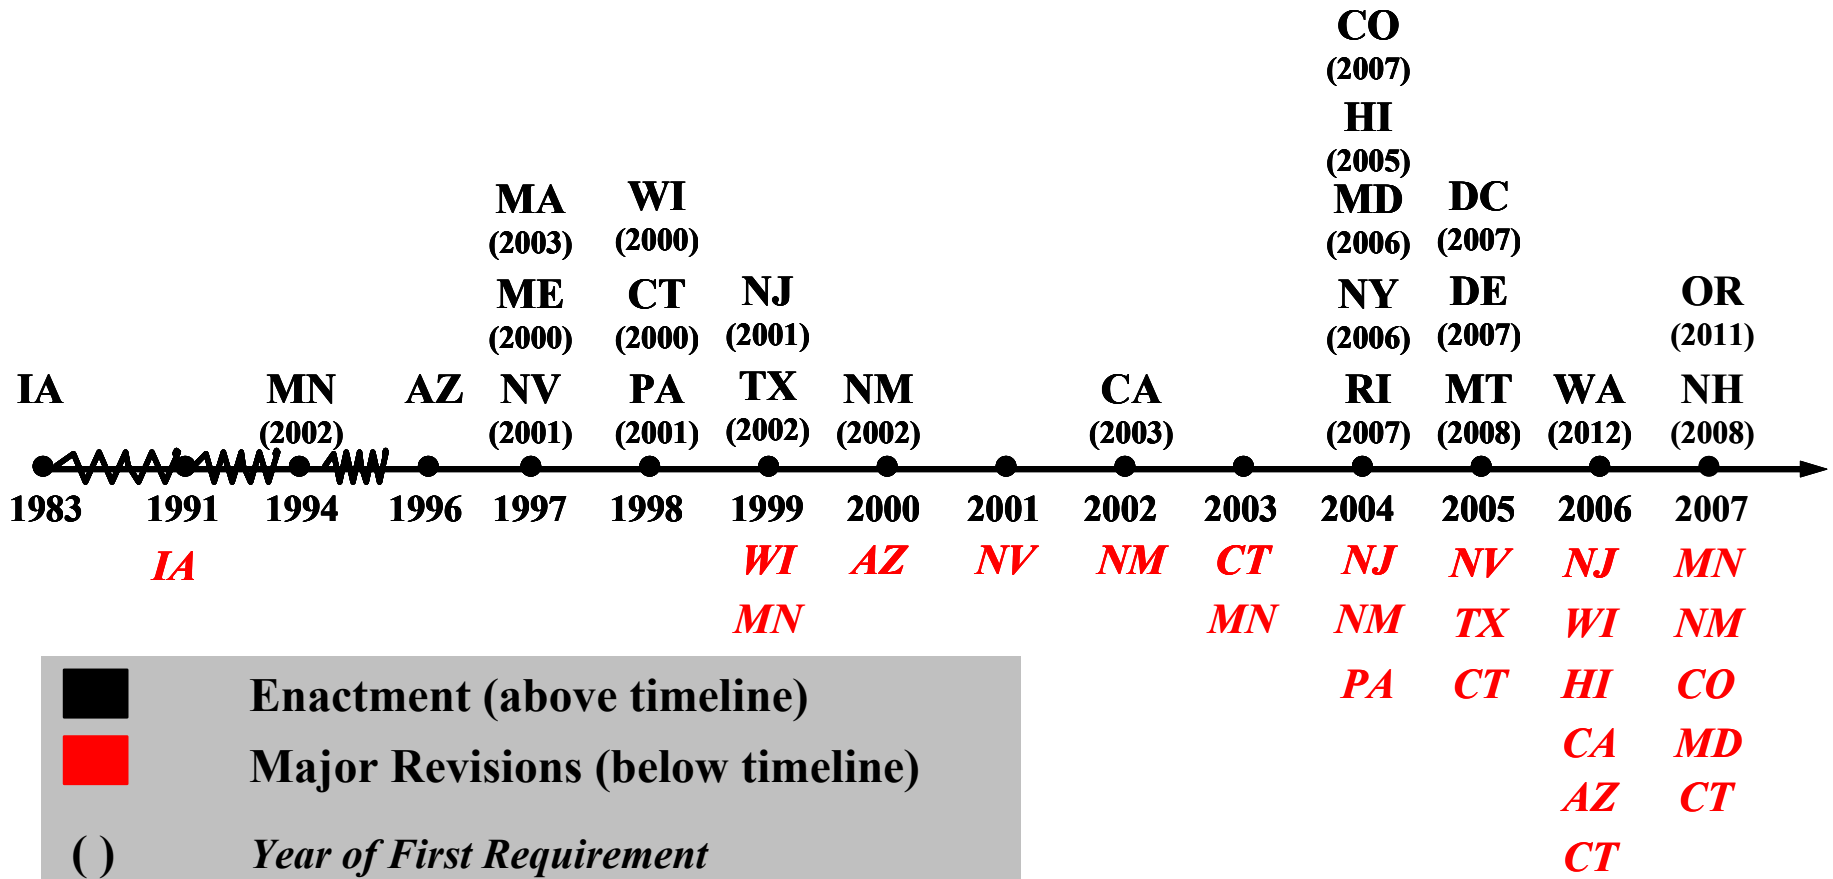 CO
(2007)
HI
(2005)
MA WI MD DC
(2003) (2000) (2006) (2007)
ME CT NJ NY DE OR
(2000) (2000) (2001) (2006) (2007) (2011)
IA MN AZ NV PA TX NM CA RI MT WA NH
(2002) (2001) (2001) (2002) (2002) (2003) (2007) (2008) (2012) (2008)
1983 1991 1994 1996 1997 1998 1999 2000 2001 2002 2003 2004 2005 2006 2007
IA WI AZ NV NM CT NJ NV NJ MN
MN MN NM TX WI NM
PA CT HI CO
CA MD
AZ CT
CT
Enactment (above timeline)
Major Revisions (below timeline)
( ) Year of First Requirement